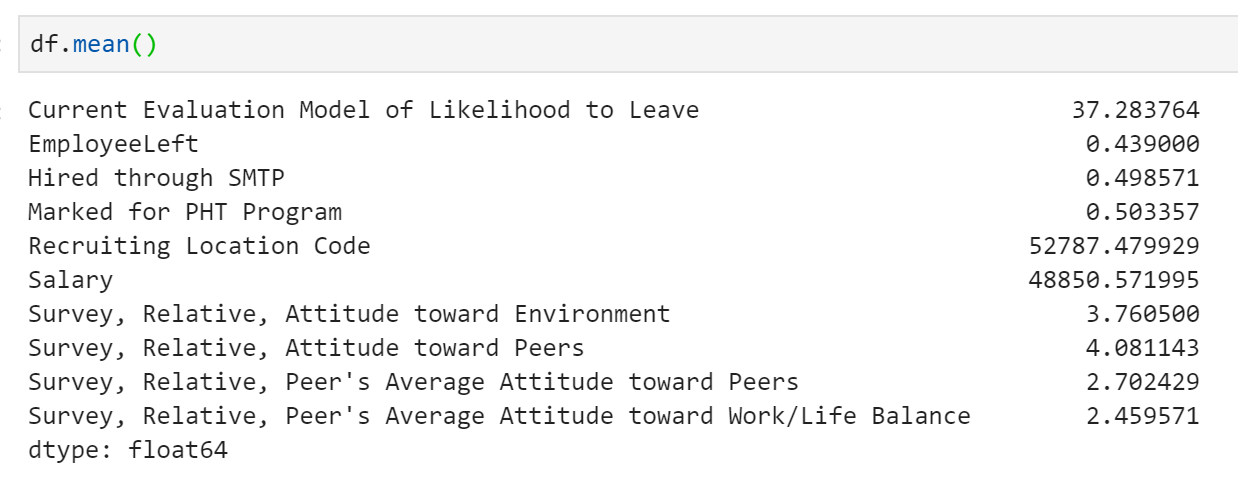 df.mean()
Current Evaluation Model of Likelihood to Leave 37.283764
EmployeeLeft 0.439000
Hired through SMTP 0.498571
Marked for PHT Program 0.503357
Recruiting Location Code 52787.479929
Salary 48850.571995
Survey, Relative, Attitude toward Environment 3.760500
Survey, Relative, Attitude toward Peers 4.081143
Survey, Relative, Peer's Average Attitude toward Peers 2.702429
Survey, Relative, Peer's Average Attitude toward Work/Life Balance 2.459571
dtype: float64